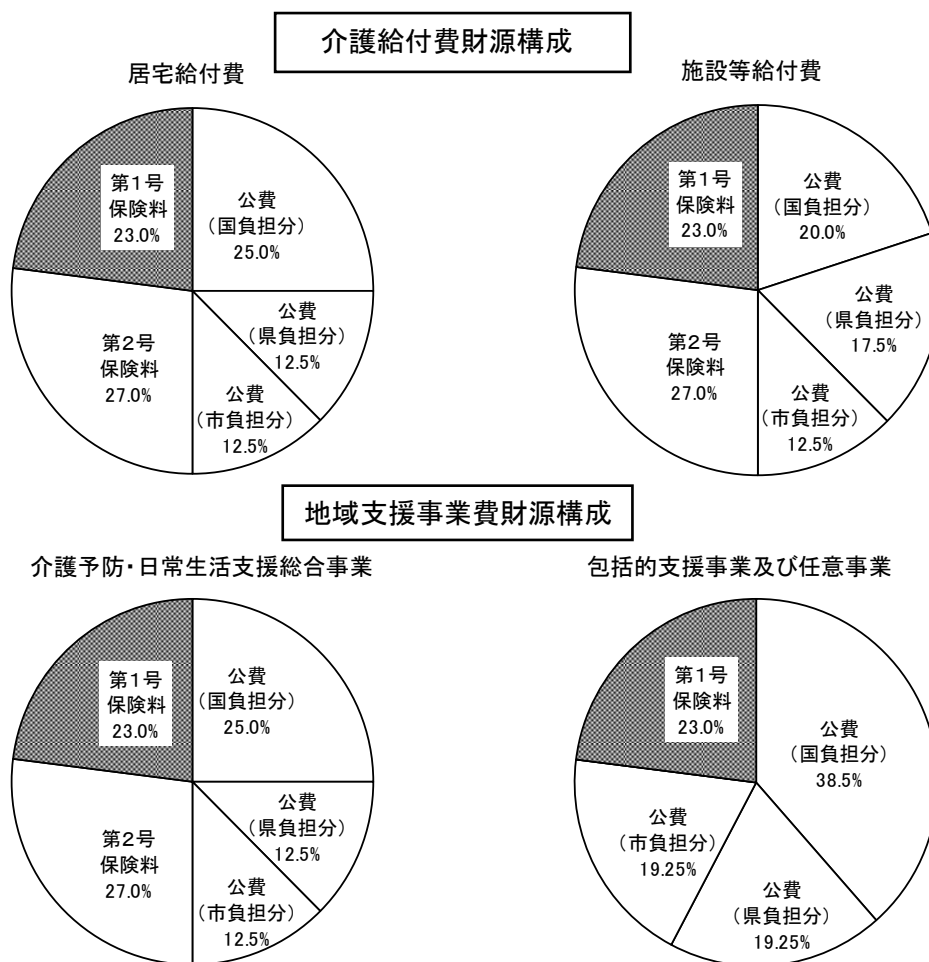 介護給付費財源構成
居宅給付費
第1号
保険料
23.0%
公費
(国負担分)
25.0%
公費
(県負担分)
12.5%
公費
(市負担分)
12.5%
第2号
保険料
27.0%
施設等給付費
第1号
保険料
23.0%
公費
(国負担分)
20.0%
公費
(県負担分)
17.5%
公費
(市負担分)
12.5%
第2号
保険料
27.0%
地域支援事業費財源構成
介護予防・日常生活支援総合事業
第1号
保険料
23.0%
公費
(国負担分)
25.0%
公費
(県負担分)
12.5%
公費
(市負担分)
12.5%
第2号
保険料
27.0%
包括的支援事業及び任意事業
第1号
保険料
23.0%
公費
(国負担分)
38.5%
公費
(県負担分)
19.25%
公費
(市負担分)
19.25%